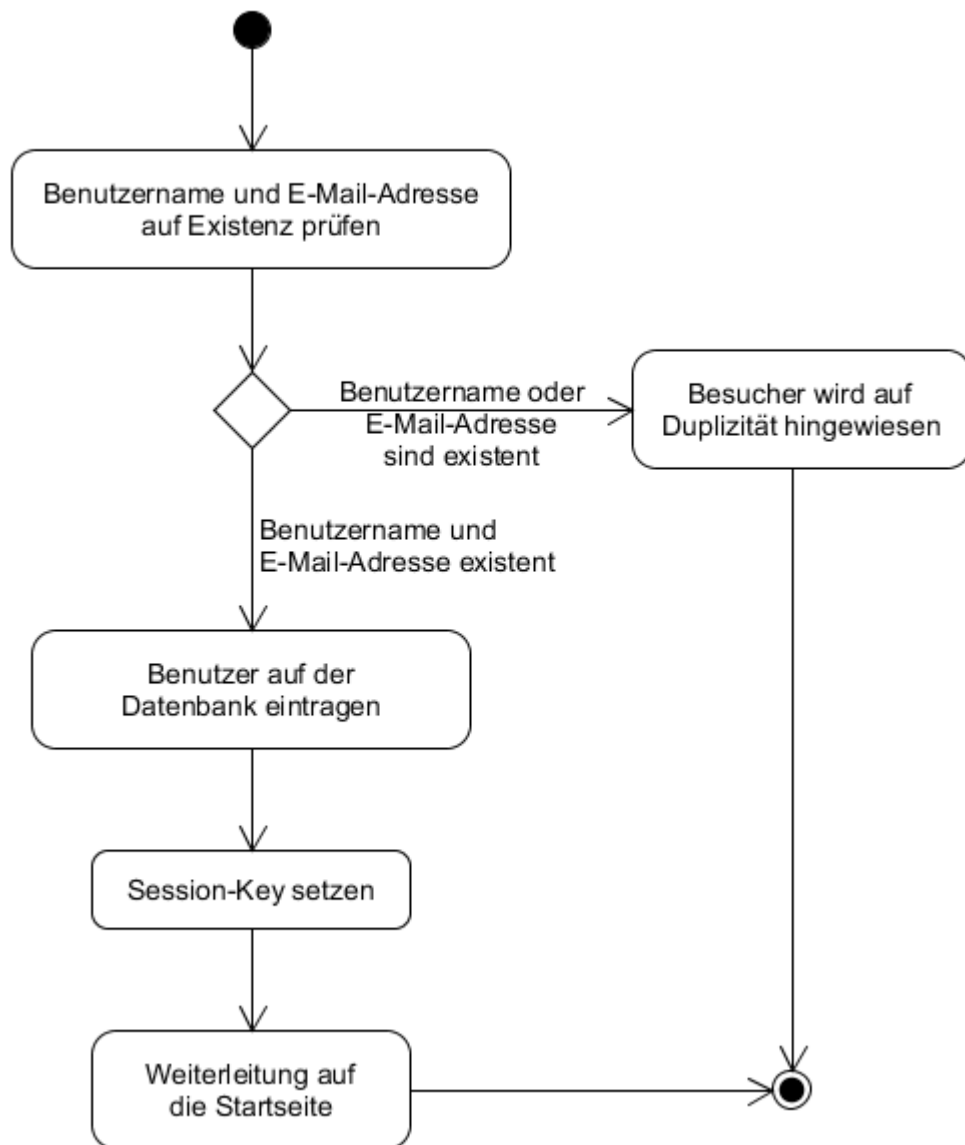 Benutzername und E-Mail-Adresse
auf Existenz prüfen
Benutzername oder
E-Mail-Adresse
sind existent
Besucher wird auf
Duplizität hingewiesen
Benutzername und
E-Mail-Adresse existent
Benutzer auf der
Datenbank eintragen
Session-Key setzen
Weiterleitung auf
die Startseite